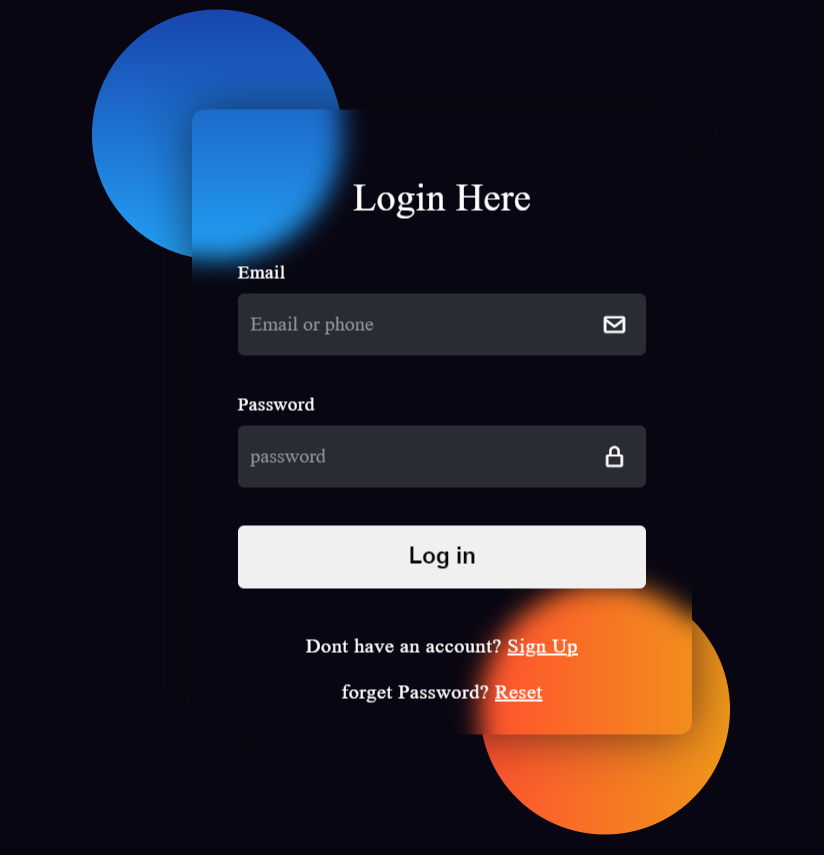 Login Here
Email
Email or phone
Password
password
Log in
Dont have an account? Sign Up
forget Password? Reset